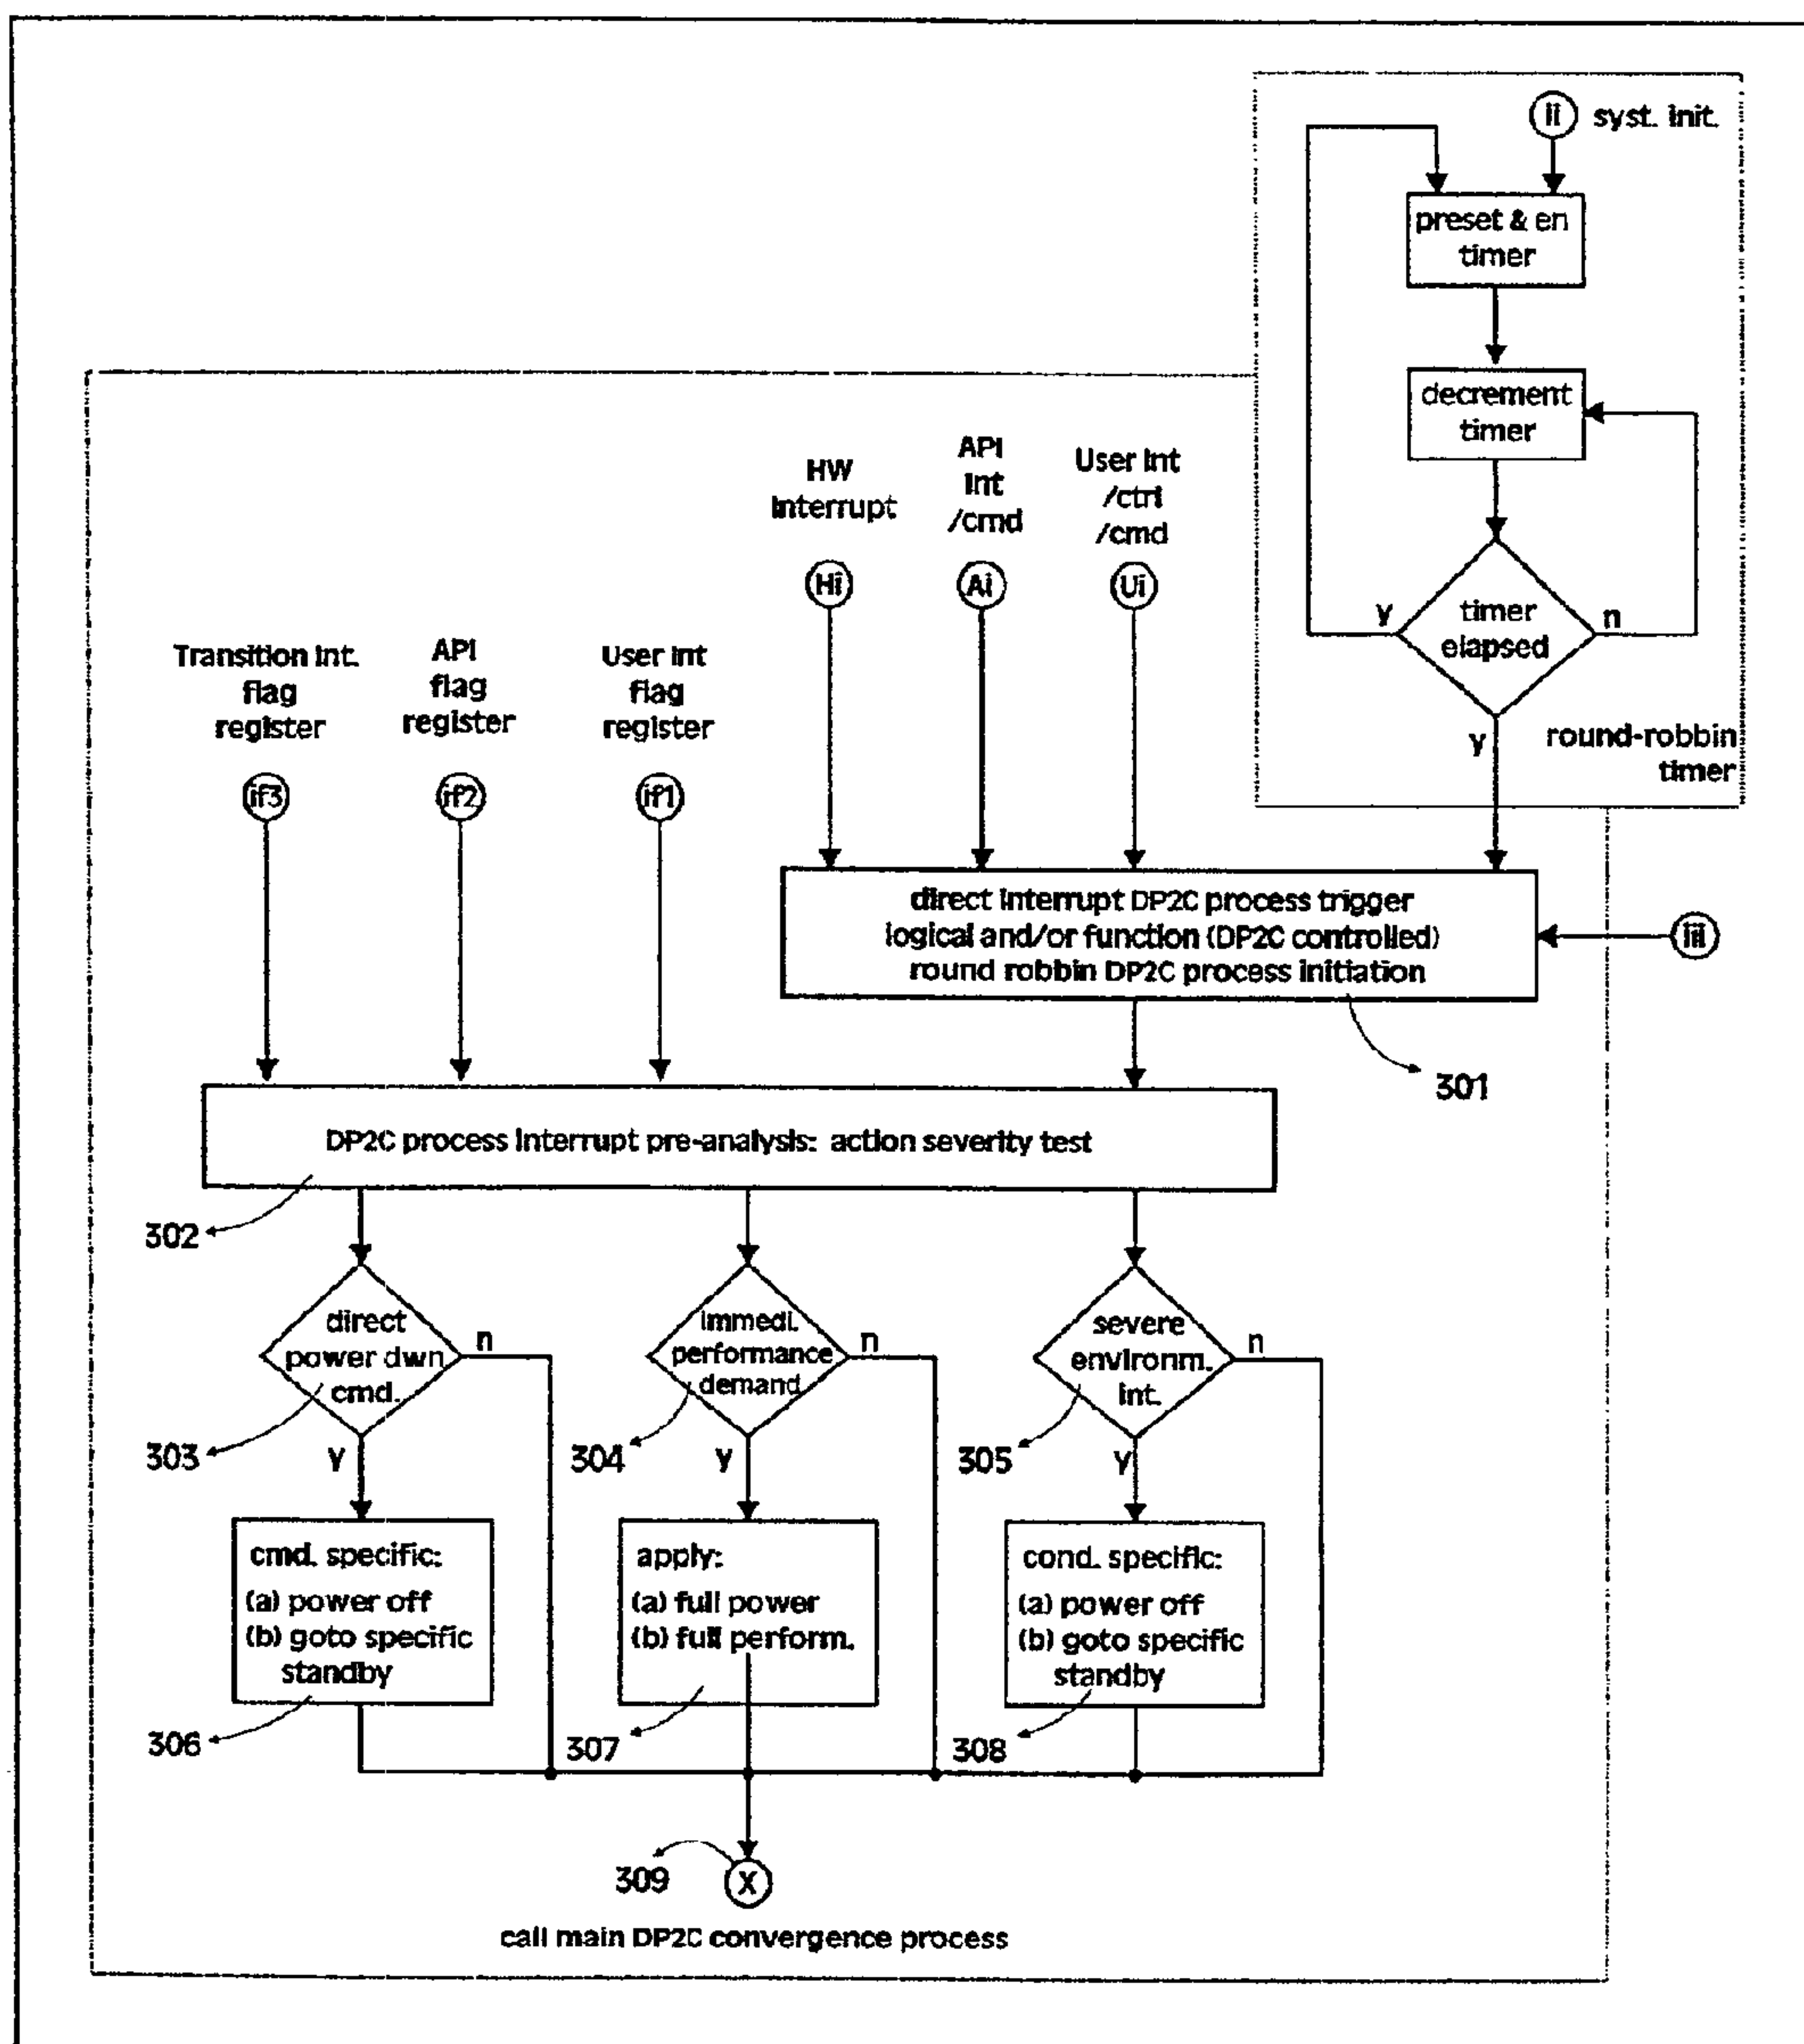 ii syst. init.
preset & en
timer
decrement
timer
timer
elapsed
y
n
y
round-robbin
timer
HW
Interrupt
API
Int
/cmd
User Int
/ctrl
/cmd
Hi
Ai
Ui
Transition Int.
flag
register
API
flag
register
User Int
flag
register
if3
if2
if1
direct Interrupt DP2C process trigger
logical and/or function (DP2C controlled)
round robbin DP2C process initiation
iii
301
DP2C process Interrupt pre-analysis: action severity test
302
direct
power dwn
cmd.
n
y
303
immedi.
performance
demand
n
y
304
severe
environm.
Int.
n
y
305
cmd. specific:
(a) power off
(b) goto specific
standby
306
apply:
(a) full power
(b) full perform.
307
cond. specific:
(a) power off
(b) goto specific
standby
308
309
X
call main DP2C convergence process